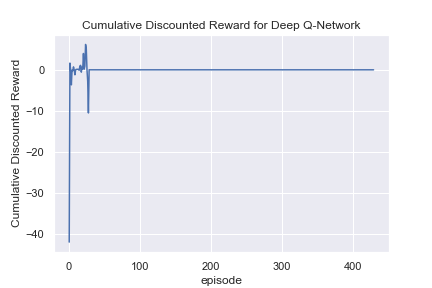 Cumulative Discounted Reward for Deep Q-Network
Cumulative Discounted Reward
0
−10
−20
−30
−40
0 100 200 300 400
episode